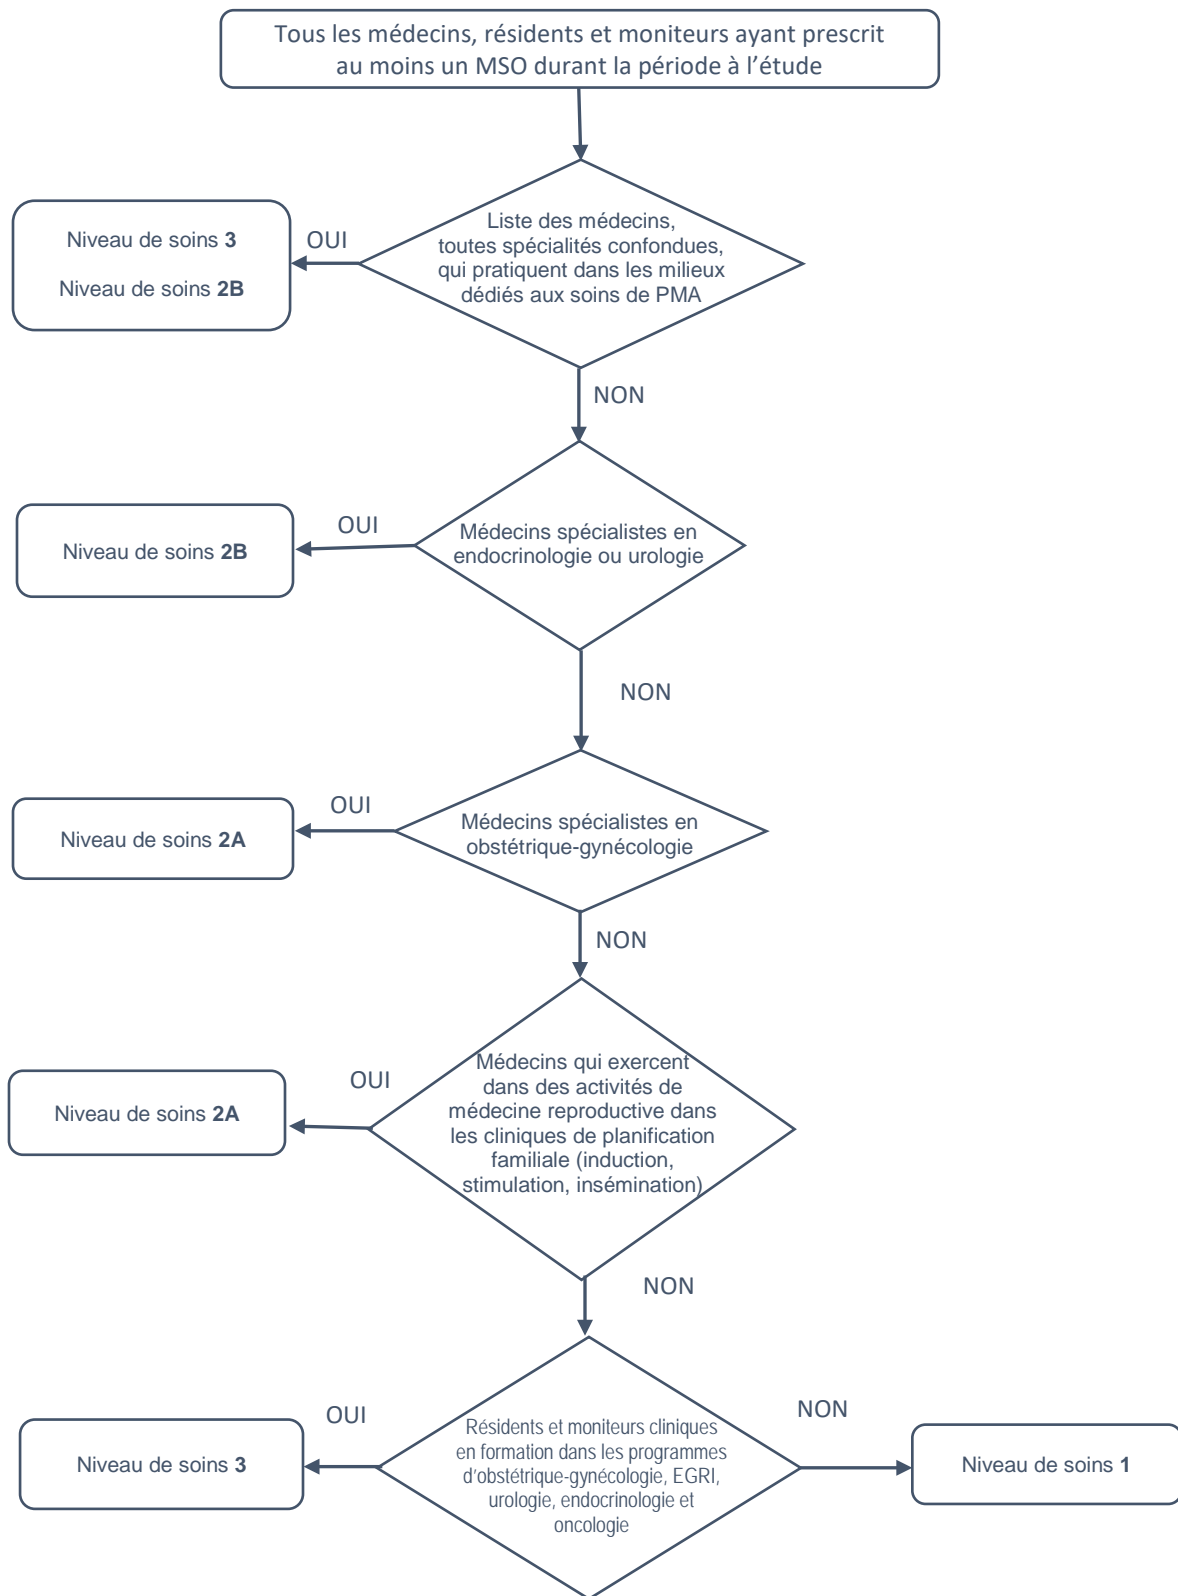 Tous les médecins, résidents et moniteurs ayant prescrit
au moins un MSO durant la période à l’étude
Liste des médecins,
toutes spécialités confondues,
qui pratiquent dans les milieux
dédiés aux soins de PMA
OUI
Niveau de soins 3
Niveau de soins 2B
NON
Médecins spécialistes en
endocrinologie ou urologie
OUI
Niveau de soins 2B
NON
Médecins spécialistes en
obstétrique-gynécologie
OUI
Niveau de soins 2A
NON
Médecins qui exercent
dans des activités de
médecine reproductive dans
les cliniques de planification
familiale (induction,
stimulation, insémination)
OUI
Niveau de soins 2A
NON
Résidents et moniteurs cliniques
en formation dans les programmes
d’obstétrique-gynécologie, EGRI,
urologie, endocrinologie et
oncologie
OUI
Niveau de soins 3
NON
Niveau de soins 1